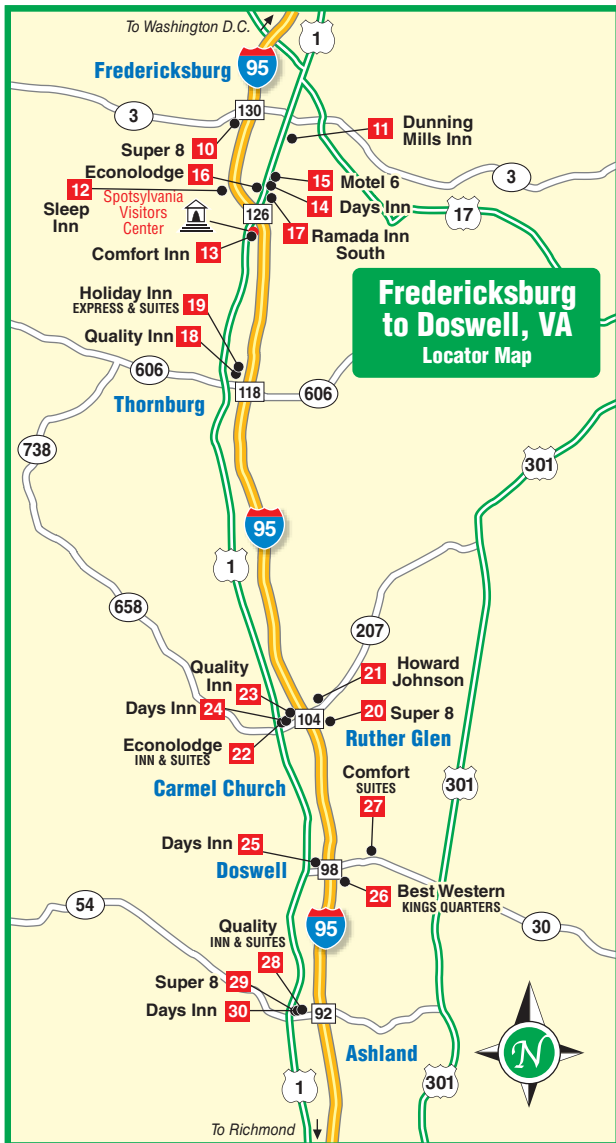 To Washington D.C.
1
Fredericksburg
95
130
3
11 Dunning
Mills Inn
Super 8 10
3
Econolodge
16
15 Motel 6
12
Spotsylvania
Visitors
Center
Sleep
Inn
14 Days Inn
17
126
17 Ramada Inn
South
Comfort Inn 13
Fredericksburg
to Doswell, VA
Locator Map
Holiday Inn
EXPRESS & SUITES 19
Quality Inn 18
606
118
606
Thornburg
738
301
95
1
658
207
Quality
Inn
23
21 Howard
Johnson
Days Inn 24
104
20 Super 8
Econolodge
INN & SUITES
22
Ruther Glen
Carmel Church
Comfort
SUITES
27
301
Days Inn 25
Doswell
98
26 Best Western
KINGS QUARTERS
54
30
Quality
INN & SUITES
28
95
Super 8 29
Days Inn 30
92
Ashland
N
1
301
To Richmond